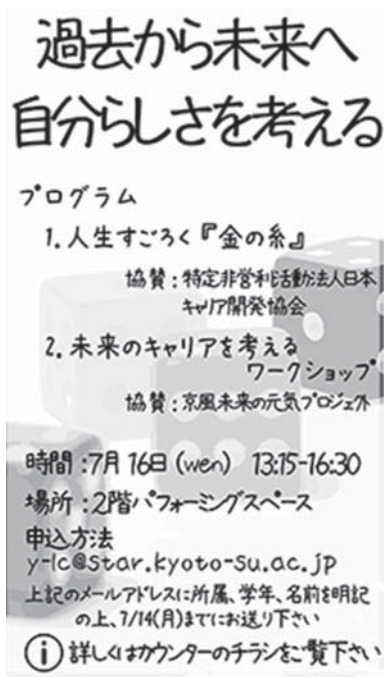 過去から未来へ
自分らしさを考える
プログラム
1. 人生すごろく『金の糸』
協賛：特定非営利活動法人日本
キャリア開発協会
2. 未来のキャリアを考える
ワークショップ
協賛：京風未来の元気プロジェクト
時間：7月16日(wen) 13:15-16:30
場所：2階パフォーミングスペース
申込方法
y-lc@star.kyoto-su.ac.jp
上記のメールアドレスに所属、学年、名前を明記
の上、7/14(月)までにお送り下さい
i 詳しくはカウンターのチラシをご覧下さい